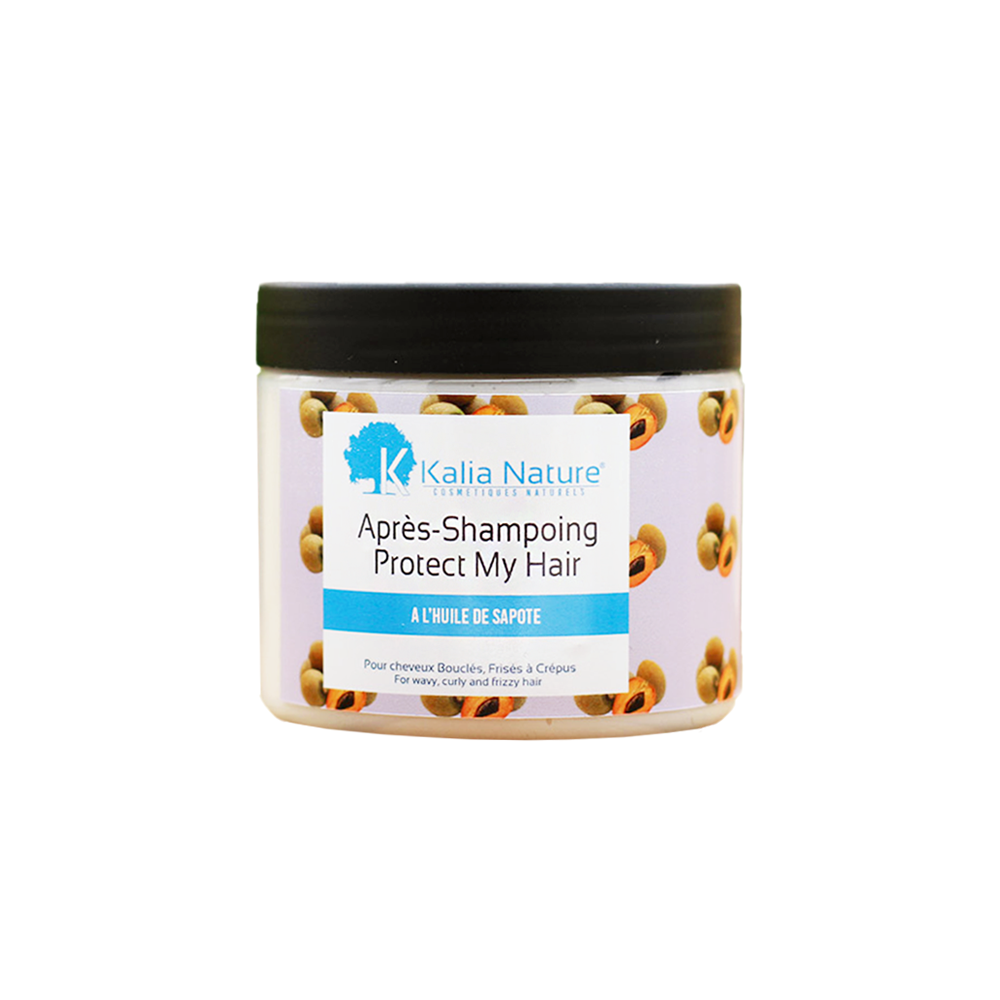 K
Kalia Nature®
COSMÉTIQUES NATURELS
Après-Shampoing
Protect My Hair
A L'HUILE DE SAPOTE
Pour cheveux Bouclés, Frisés à Crépus
For wavy, curly and frizzy hair